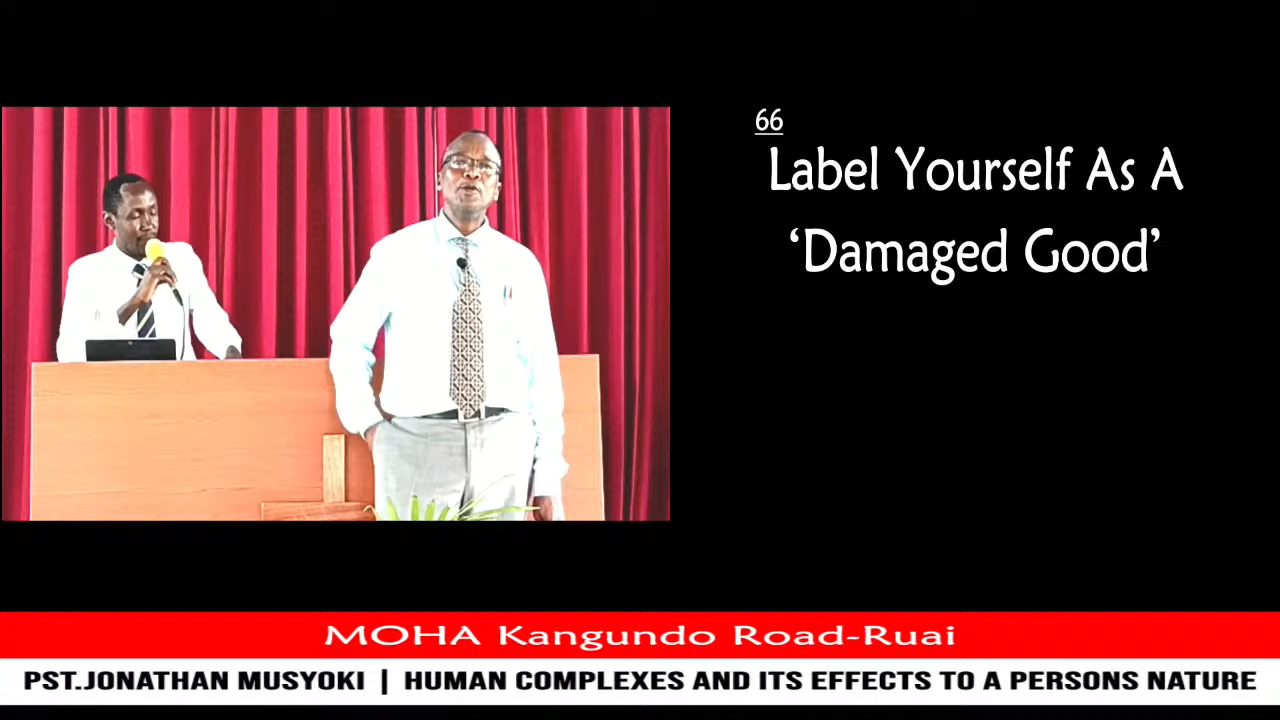 66
Label Yourself As A
‘Damaged Good’
MOHA Kangundo Road-Ruai
PST.JONATHAN MUSYOKI | HUMAN COMPLEXES AND ITS EFFECTS TO A PERSONS NATURE